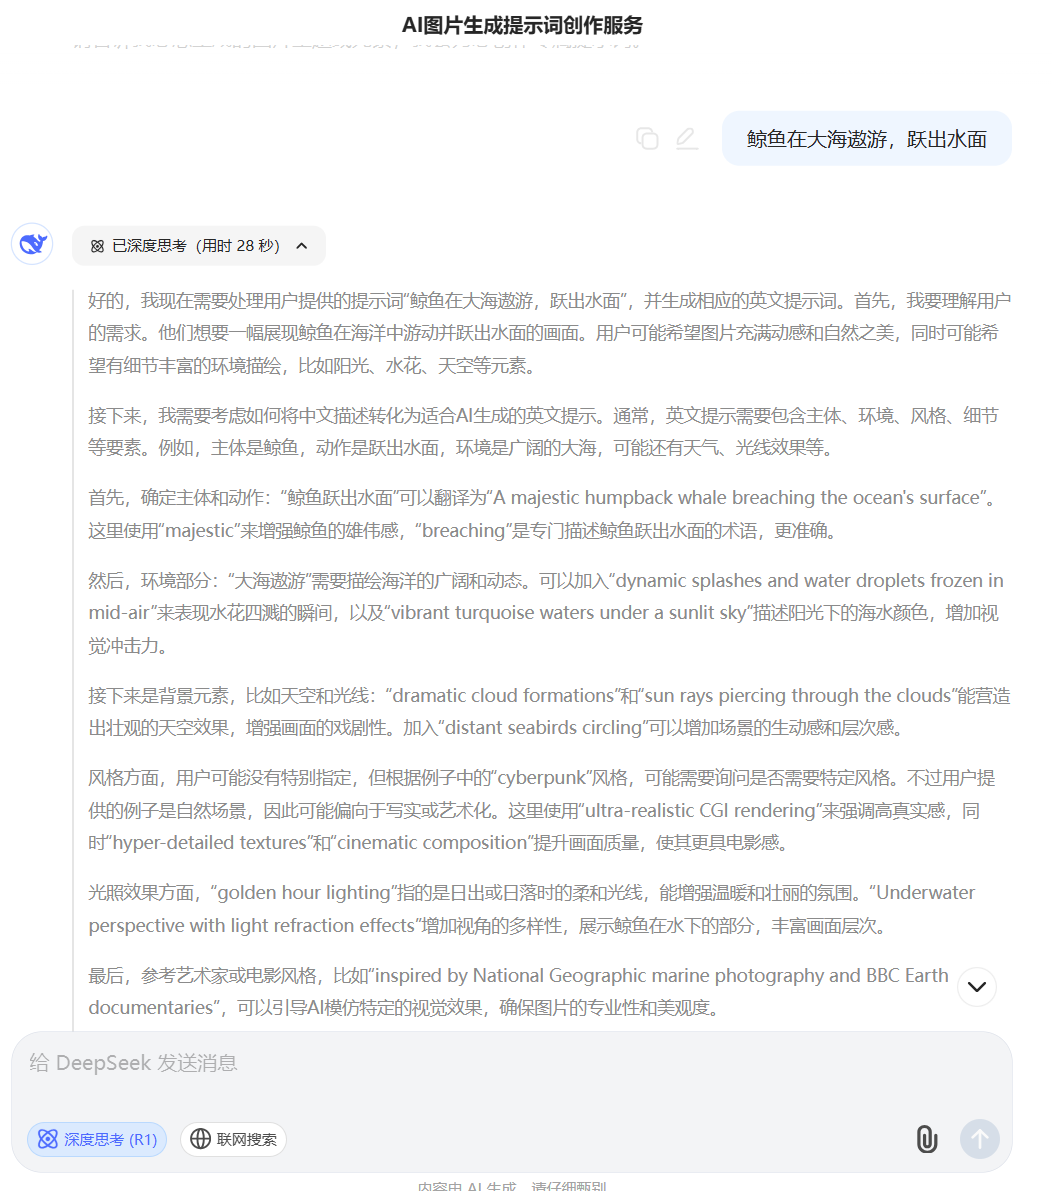 AI图片生成提示词创作服务
鲸鱼在大海遨游，跃出水面
已深度思考（用时 28 秒）
好的，我现在需要处理用户提供的提示词“鲸鱼在大海遨游，跃出水面”，并生成相应的英文提示词。首先，我要理解用户
的需求。他们想要一幅展现鲸鱼在海洋中游动并跃出水面的画面。用户可能希望图片充满动感和自然之美，同时可能希
望有细节丰富的环境描绘，比如阳光、水花、天空等元素。
接下来，我需要考虑如何将中文描述转化为适合AI生成的英文提示。通常，英文提示需要包含主体、环境、风格、细节
等要素。例如，主体是鲸鱼，动作是跃出水面，环境是广阔的大海，可能还有天气、光线效果等。
首先，确定主体和动作：“鲸鱼跃出水面”可以翻译为“A majestic humpback whale breaching the ocean's surface”。
这里使用“majestic”来增强鲸鱼的雄伟感，“breaching”是专门描述鲸鱼跃出水面的术语，更准确。
然后，环境部分：“大海遨游”需要描绘海洋的广阔和动态。可以加入“dynamic splashes and water droplets frozen in
mid-air”来表现水花四溅的瞬间，以及“vibrant turquoise waters under a sunlit sky”描述阳光下的海水颜色，增加视
觉冲击力。
接下来是背景元素，比如天空和光线：“dramatic cloud formations”和“sun rays piercing through the clouds”能营造
出壮观的天空效果，增强画面的戏剧性。加入“distant seabirds circling”可以增加场景的生动感和层次感。
风格方面，用户可能没有特别指定，但根据例子中的“cyberpunk”风格，可能需要询问是否需要特定风格。不过用户提
供的例子是自然场景，因此可能偏向于写实或艺术化。这里使用“ultra-realistic CGI rendering”来强调高真实感，同
时“hyper-detailed textures”和“cinematic composition”提升画面质量，使其更具电影感。
光照效果方面，“golden hour lighting”指的是日出或日落时的柔和光线，能增强温暖和壮丽的氛围。“Underwater
perspective with light refraction effects”增加视角的多样性，展示鲸鱼在水下的部分，丰富画面层次。
最后，参考艺术家或电影风格，比如“inspired by National Geographic marine photography and BBC Earth
documentaries”，可以引导AI模仿特定的视觉效果，确保图片的专业性和美观度。
给 DeepSeek 发送消息
深度思考 (R1)
联网搜索
内容由 AI 生成，请仔细甄别